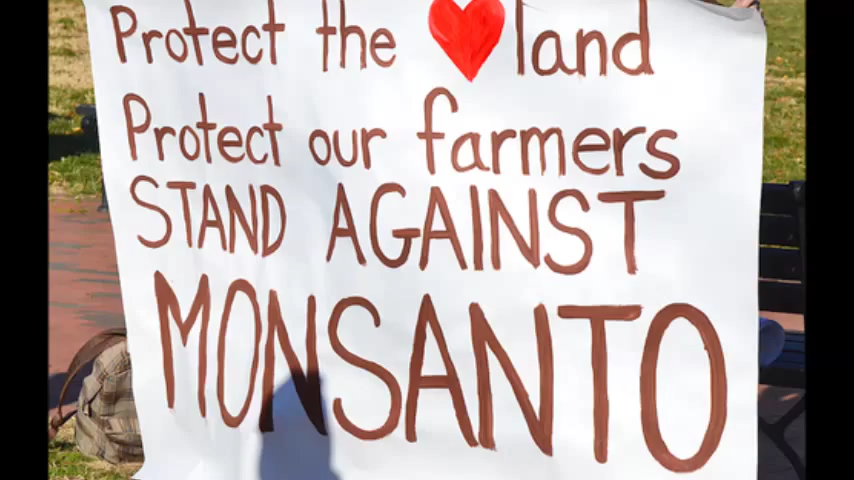 Protect the ❤land
Protect our farmers
STAND AGAINST
MONSANTO